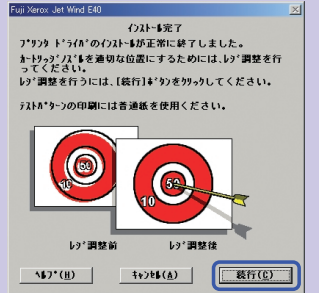 Fuji Xerox Jet Wind E40
インストール完了
プリンタ ドライバのインストールが正常に終了しました。
カートリッジノズルを適切な位置にするためには、レジ調整を行
ってください。
レジ調整を行うには、[続行]ボタンをクリックしてください。
テストパターンの印刷には普通紙を使用ください。
10 50
10 50
レジ調整前 レジ調整後
ヘルプ(H) キャンセル(A) 続行(C)